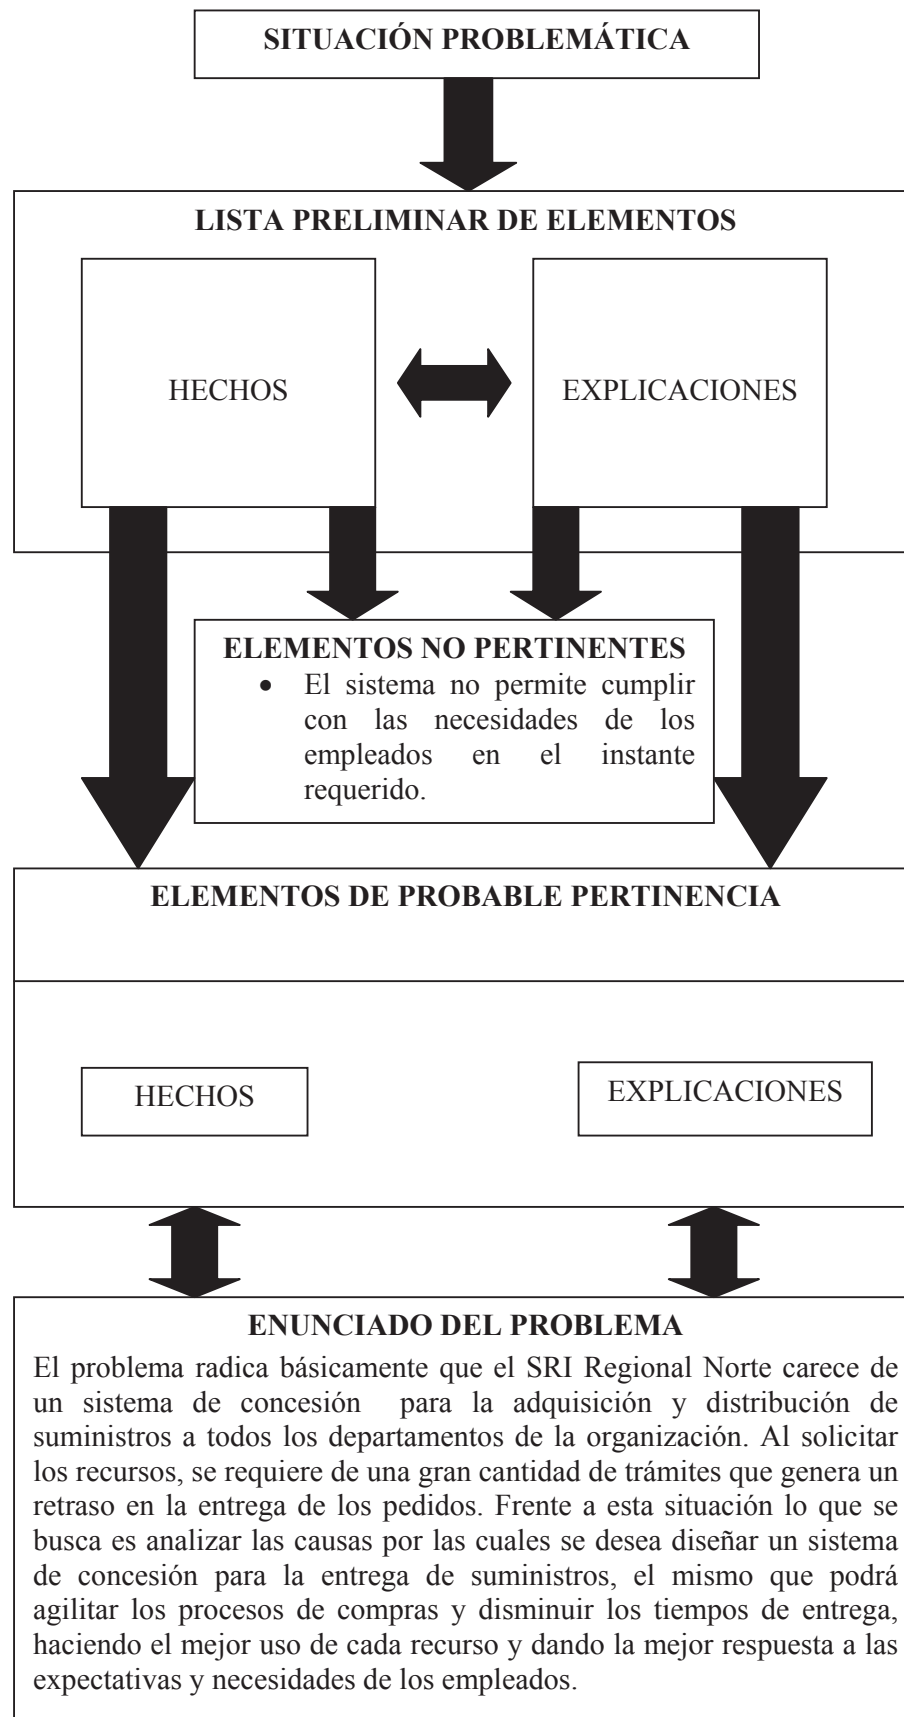 SITUACIÓN PROBLEMÁTICA
LISTA PRELIMINAR DE ELEMENTOS
HECHOS
EXPLICACIONES
ELEMENTOS NO PERTINENTES
• El sistema no permite cumplir
con las necesidades de los
empleados en el instante
requerido.
ELEMENTOS DE PROBABLE PERTINENCIA
HECHOS
EXPLICACIONES
ENUNCIADO DEL PROBLEMA
El problema radica básicamente que el SRI Regional Norte carece de
un sistema de concesión para la adquisición y distribución de
suministros a todos los departamentos de la organización. Al solicitar
los recursos, se requiere de una gran cantidad de trámites que genera un
retraso en la entrega de los pedidos. Frente a esta situación lo que se
busca es analizar las causas por las cuales se desea diseñar un sistema
de concesión para la entrega de suministros, el mismo que podrá
agilitar los procesos de compras y disminuir los tiempos de entrega,
haciendo el mejor uso de cada recurso y dando la mejor respuesta a las
expectativas y necesidades de los empleados.